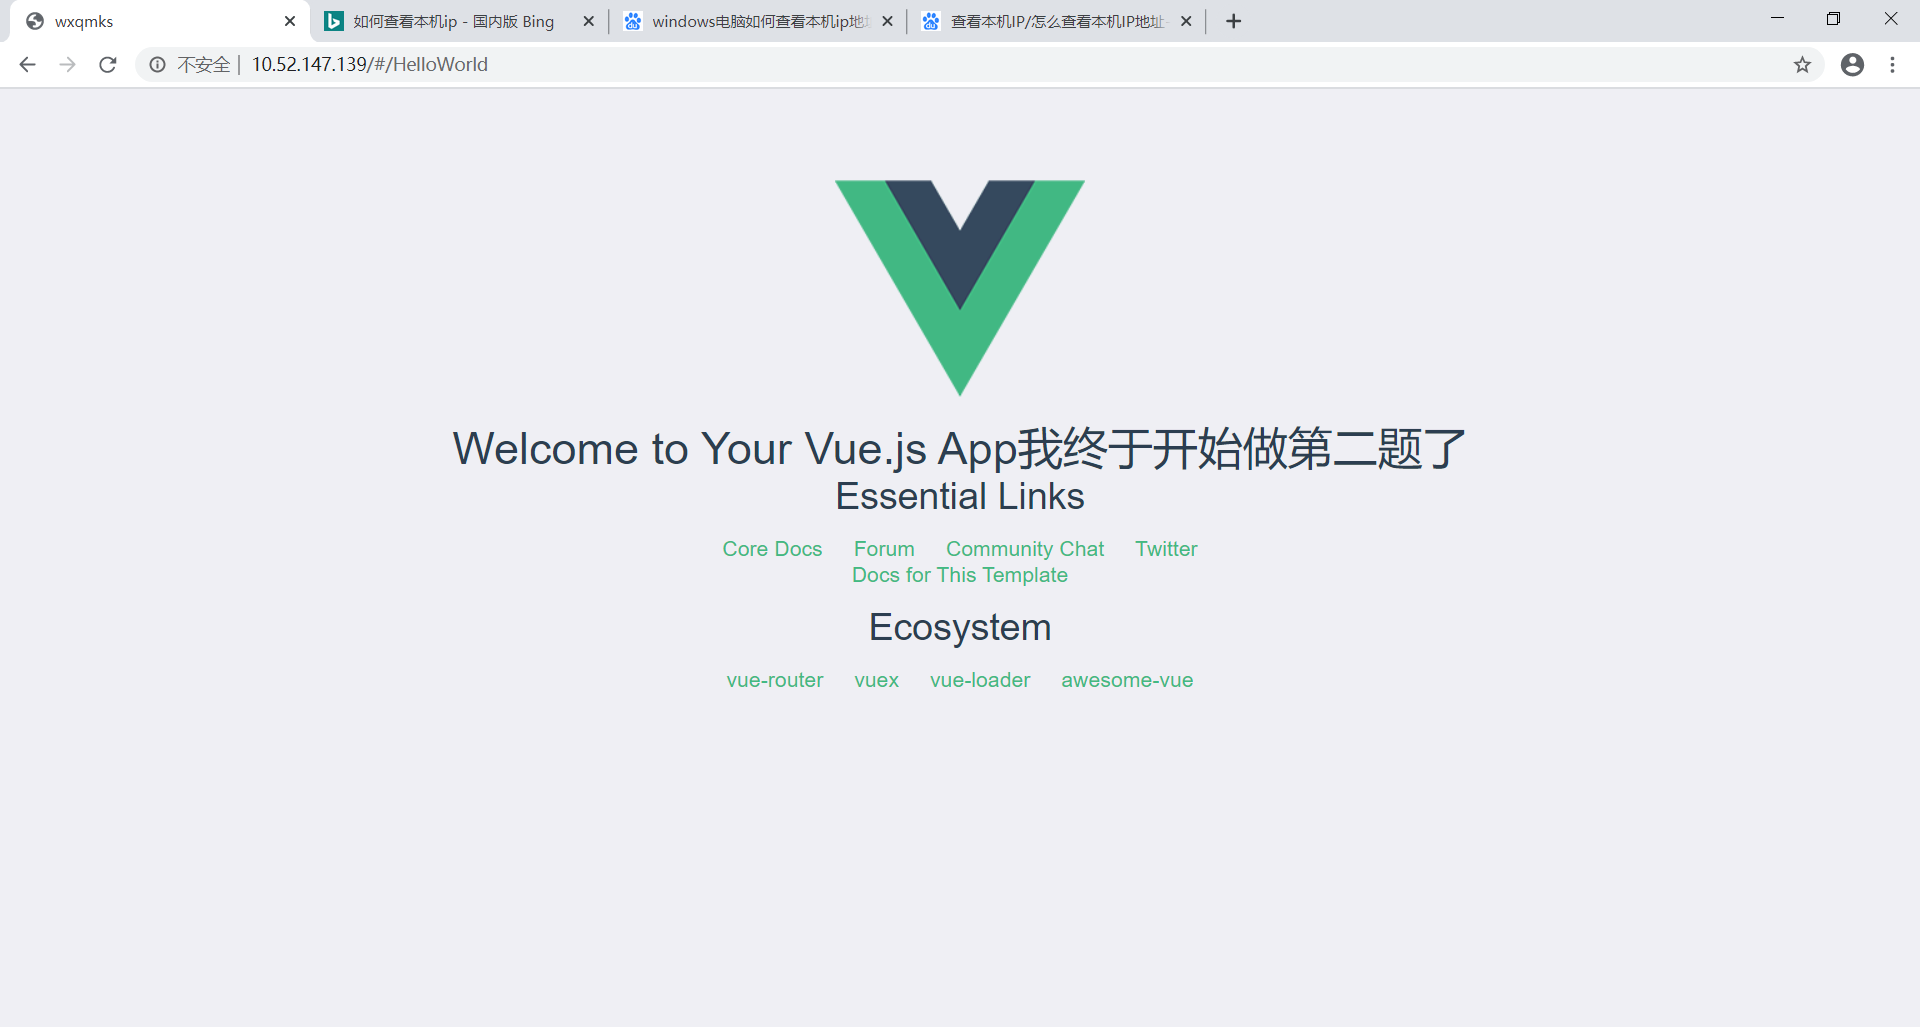 wxqmks
如何查看本机ip - 国内版 Bing
windows电脑如何查看本机ip地
查看本机IP/怎么查看本机IP地址
不安全 | 10.52.147.139/#/HelloWorld
Welcome to Your Vue.js App我终于开始做第二题了
Essential Links
Core Docs Forum Community Chat Twitter
Docs for This Template
Ecosystem
vue-router vuex vue-loader awesome-vue